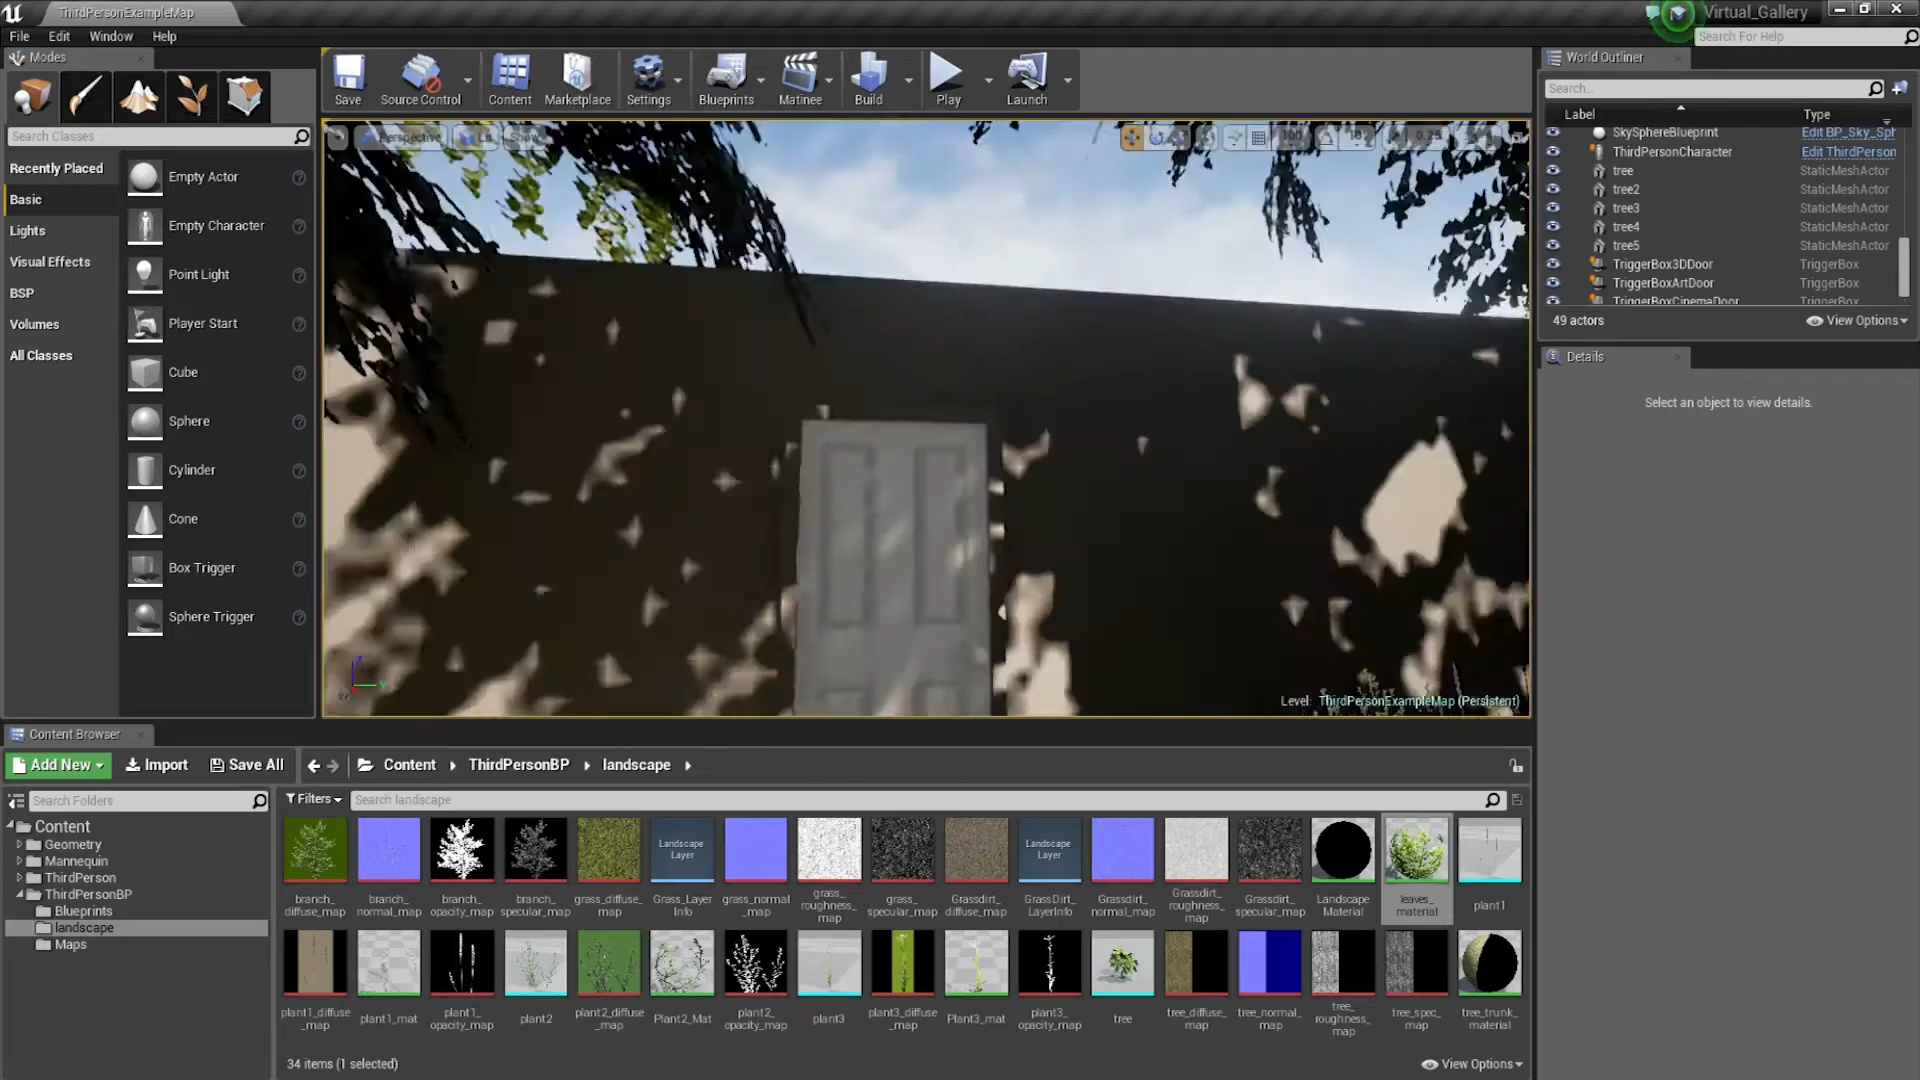 ThirdPersonExampleMap
Virtual_Gallery
File Edit Window Help
Search For Help
Modes
Search Classes
Recently Placed
Basic
Lights
Visual Effects
BSP
Volumes
All Classes
Empty Actor
Empty Character
Point Light
Player Start
Cube
Sphere
Cylinder
Cone
Box Trigger
Sphere Trigger
Save
Source Control
Content
Marketplace
Settings
Blueprints
Matinee
Build
Play
Launch
Perspective
Show
Level: ThirdPersonExampleMap (Persistent)
World Outliner
Search...
Label Type
SkySphereBlueprint Edit BP_Sky_Sph
ThirdPersonCharacter Edit ThirdPerson
tree StaticMeshActor
tree2 StaticMeshActor
tree3 StaticMeshActor
tree4 StaticMeshActor
tree5 StaticMeshActor
TriggerBox3DDoor TriggerBox
TriggerBoxArtDoor TriggerBox
TriggerBoxCinemaDoor TriggerBox
49 actors
View Options
Details
Select an object to view details.
Content Browser
Add New Import Save All
Content ThirdPersonBP landscape
Search Folders
Content
Geometry
Mannequin
ThirdPerson
ThirdPersonBP
Blueprints
landscape
Maps
Filters
Search landscape
Landscape
Layer
Landscape
Layer
branch_
diffuse_map
branch_
normal_map
branch_
opacity_map
branch_
specular_map
grass_diffuse_
map
Grass_Layer
Info
grass_normal
_map
grass_
roughness_
map
grass_
specular_map
Grassdirt_
diffuse_map
GrassDirt_
LayerInfo
Grassdirt_
normal_map
Grassdirt_
roughness_
map
Grassdirt_
specular_map
Landscape
Material
leaves_
material
plant1
plant1_diffuse
_map
plant1_mat
plant1_
opacity_map
plant2
plant2_diffuse
_map
Plant2_Mat
plant2_
opacity_map
plant3
plant3_diffuse
_map
Plant3_mat
plant3_
opacity_map
tree
tree_diffuse_
map
tree_normal_
map
tree_
roughness_
map
tree_spec_
map
tree_trunk_
material
34 items (1 selected)
View Options